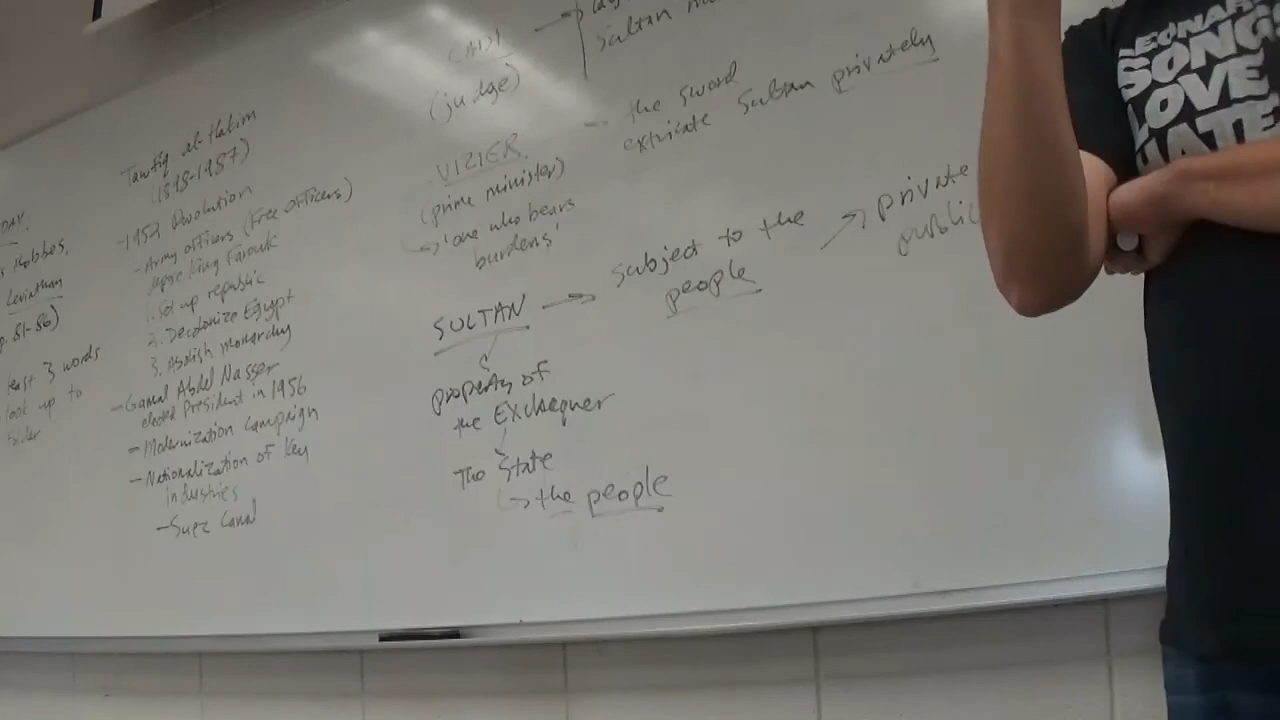 DAY.
Hobbes,
Leviathan
81-86)
least 3 words
look up to
Tawfiq al-Hakim
(1898-1987)
-1952 Revolution
-Army officers (Free Officers)
depose King Farouk
1. Set up republic
2. Decolonize Egypt
3. Abolish monarchy
-Gamal Abdel Nasser
elected President in 1956
-Modernization campaign
-Nationalization of key
industries
-Suez Canal
(judge)
sultan
VIZIER
(prime minister)
→ 'one who bears
burdens'
- the sword
extricate sultan privately
SULTAN → subject to the
people
↗ private
public
property of
the Exchequer
The State
↳ the people
LEONARD
SONGS
LOVE
HATE